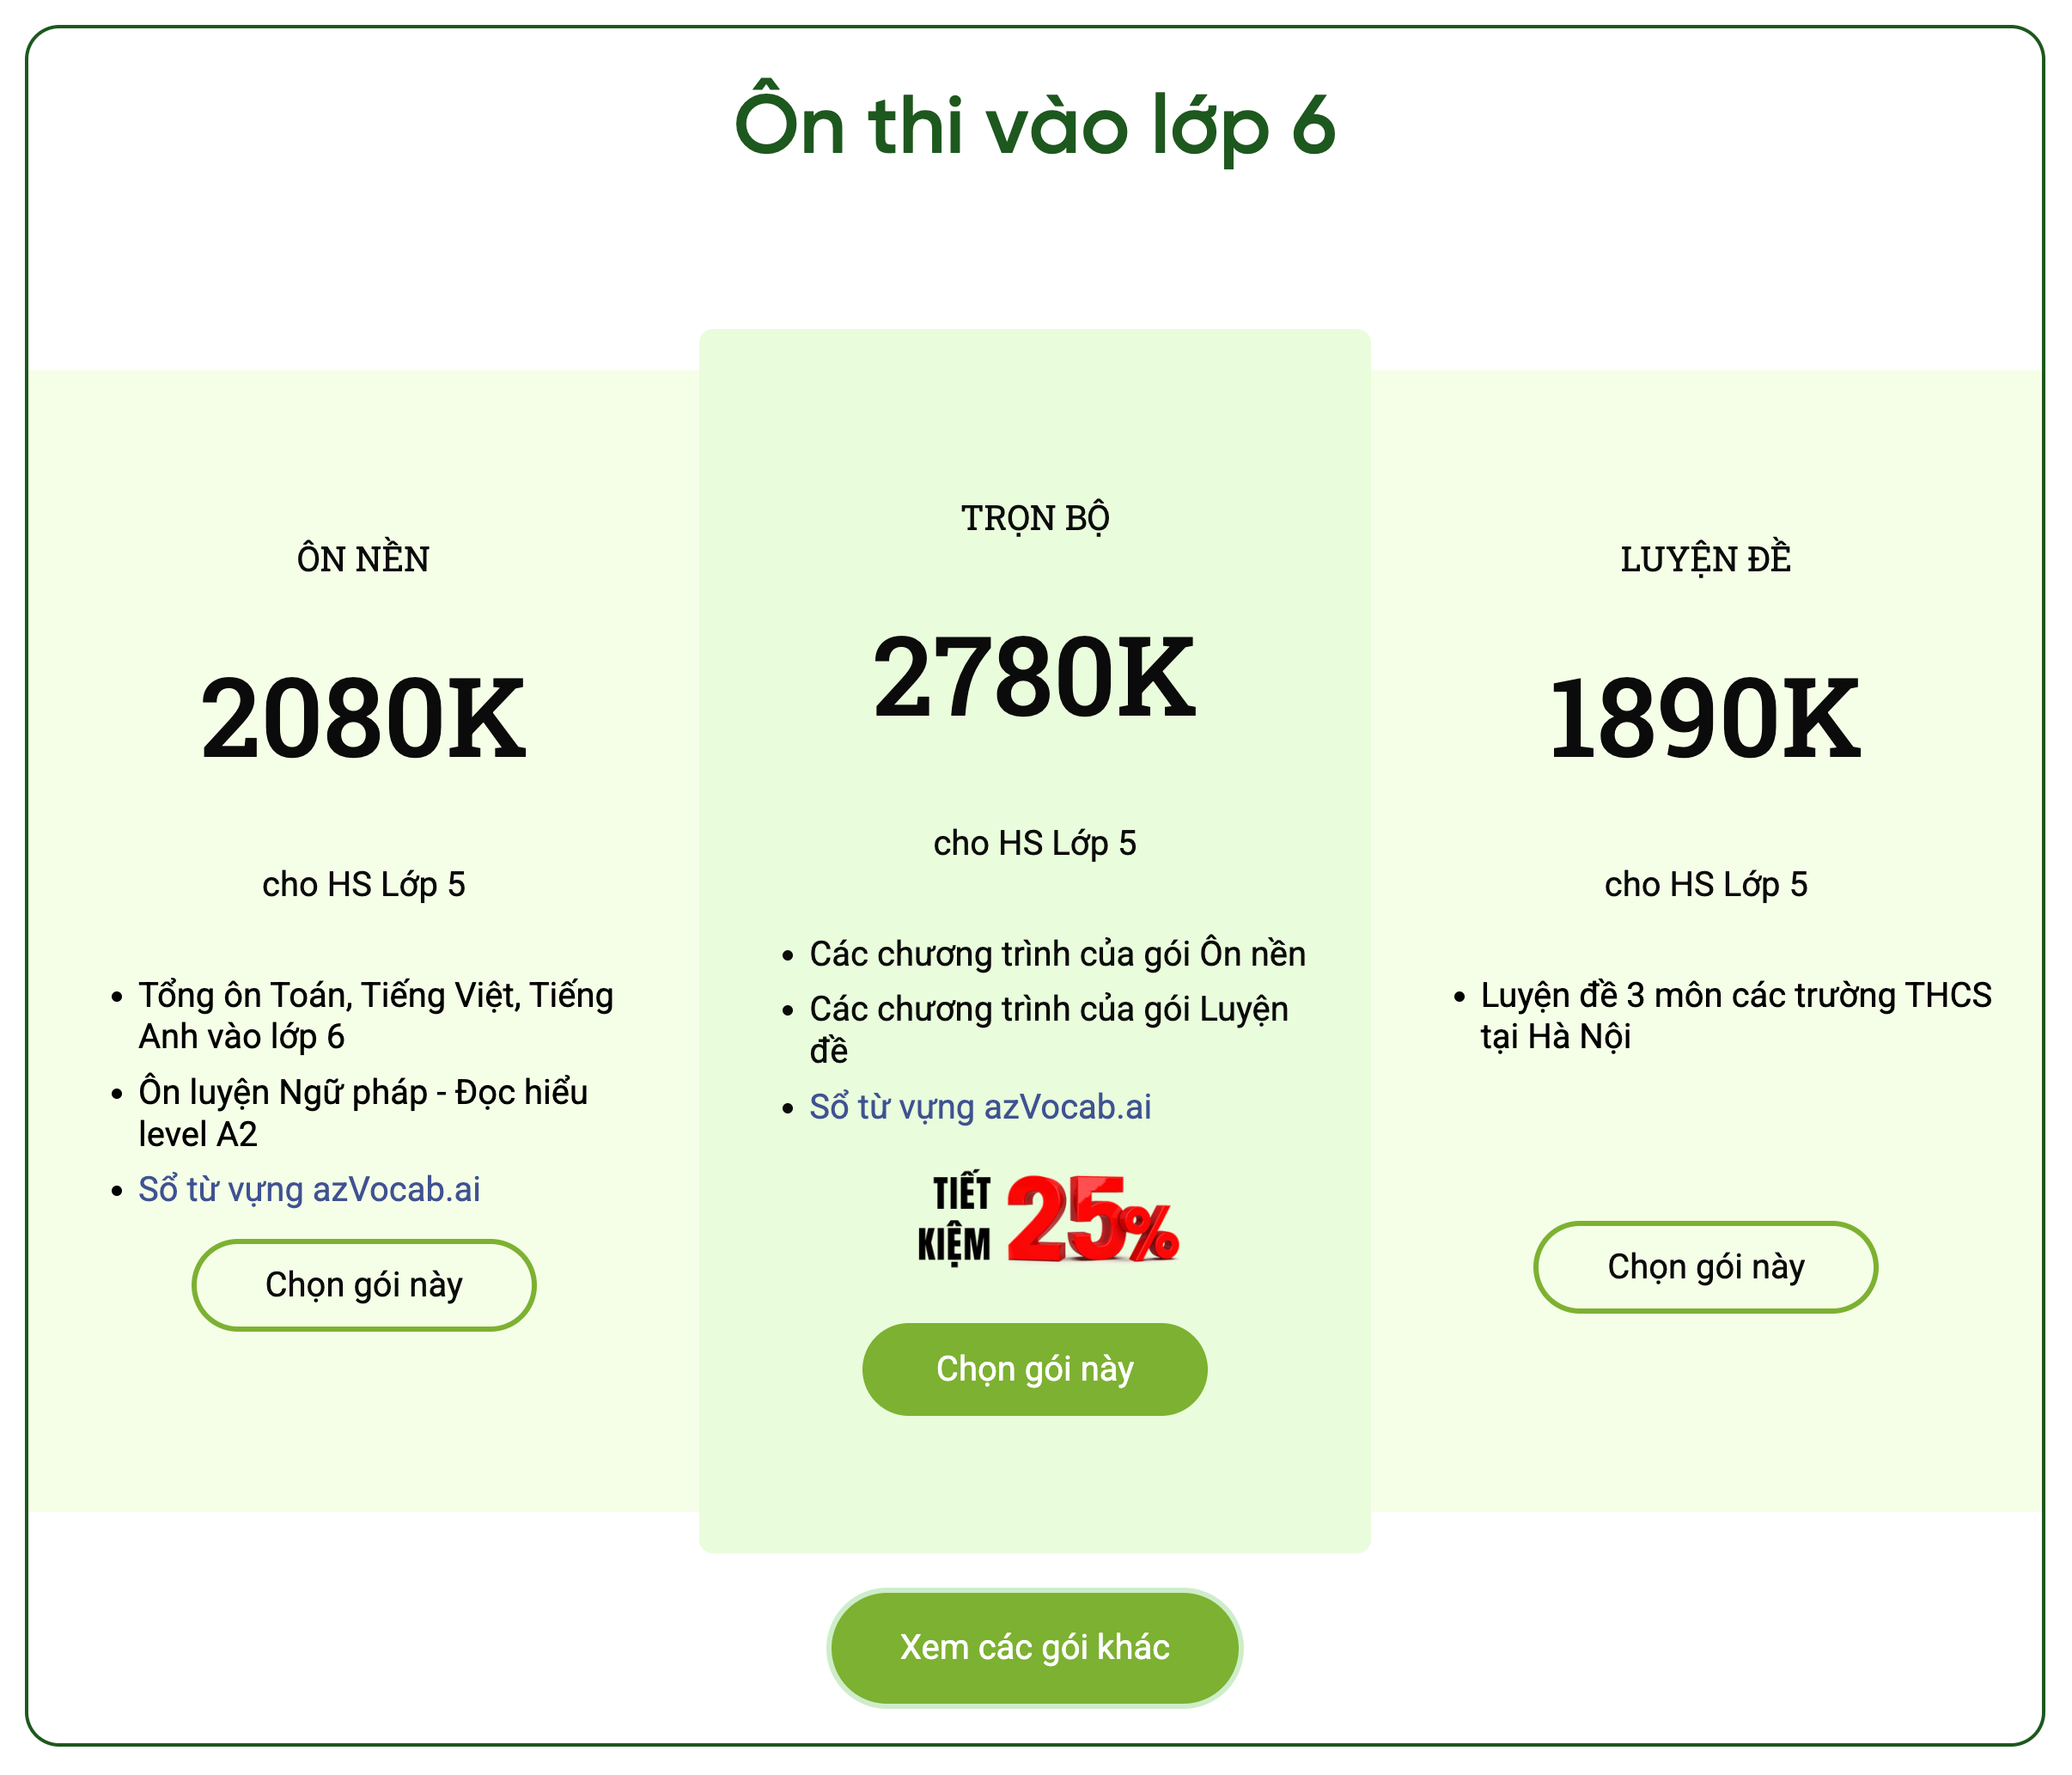 Ôn thi vào lớp 6
ÔN NỀN
2080K
cho HS Lớp 5
Tổng ôn Toán, Tiếng Việt, Tiếng
Anh vào lớp 6
Ôn luyện Ngữ pháp - Đọc hiểu
level A2
Sổ từ vựng azVocab.ai
Chọn gói này
TRỌN BỘ
2780K
cho HS Lớp 5
Các chương trình của gói Ôn nền
Các chương trình của gói Luyện
đề
Sổ từ vựng azVocab.ai
TIẾT
KIỆM 25%
Chọn gói này
LUYỆN ĐỀ
1890K
cho HS Lớp 5
Luyện đề 3 môn các trường THCS
tại Hà Nội
Chọn gói này
Xem các gói khác